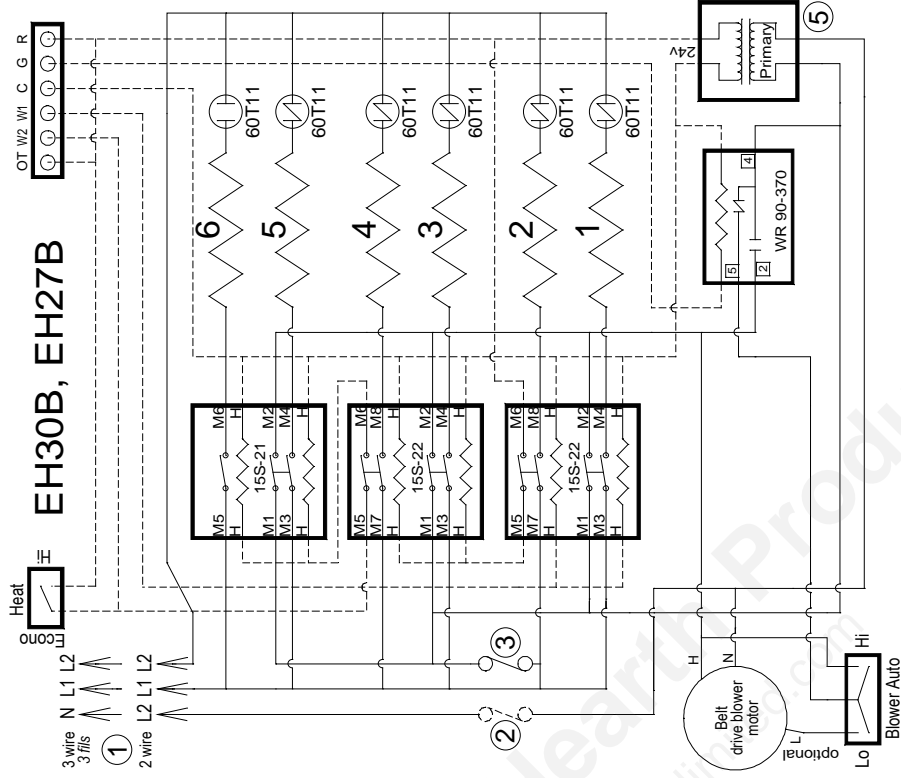 EH30B, EH27B
OT W2 W1 C G R
Heat
Econo
Hi
3 wire
3 fils
N L1 L2
1
2 wire
L2 L1 L2
6
60T11
5
60T11
4
60T11
3
60T11
2
60T11
1
60T11
24v
Primary
5
M5
M6
H
H
15S-21
M1
M2
M3
M4
H
H
M5
M6
M7
M8
H
H
15S-22
M1
M2
M3
M4
H
H
M5
M6
M7
M8
H
H
15S-22
M1
M2
M3
M4
H
H
5
4
2
WR 90-370
2
3
H
N
L
Belt
drive blower
motor
optional
Lo
Hi
Blower Auto